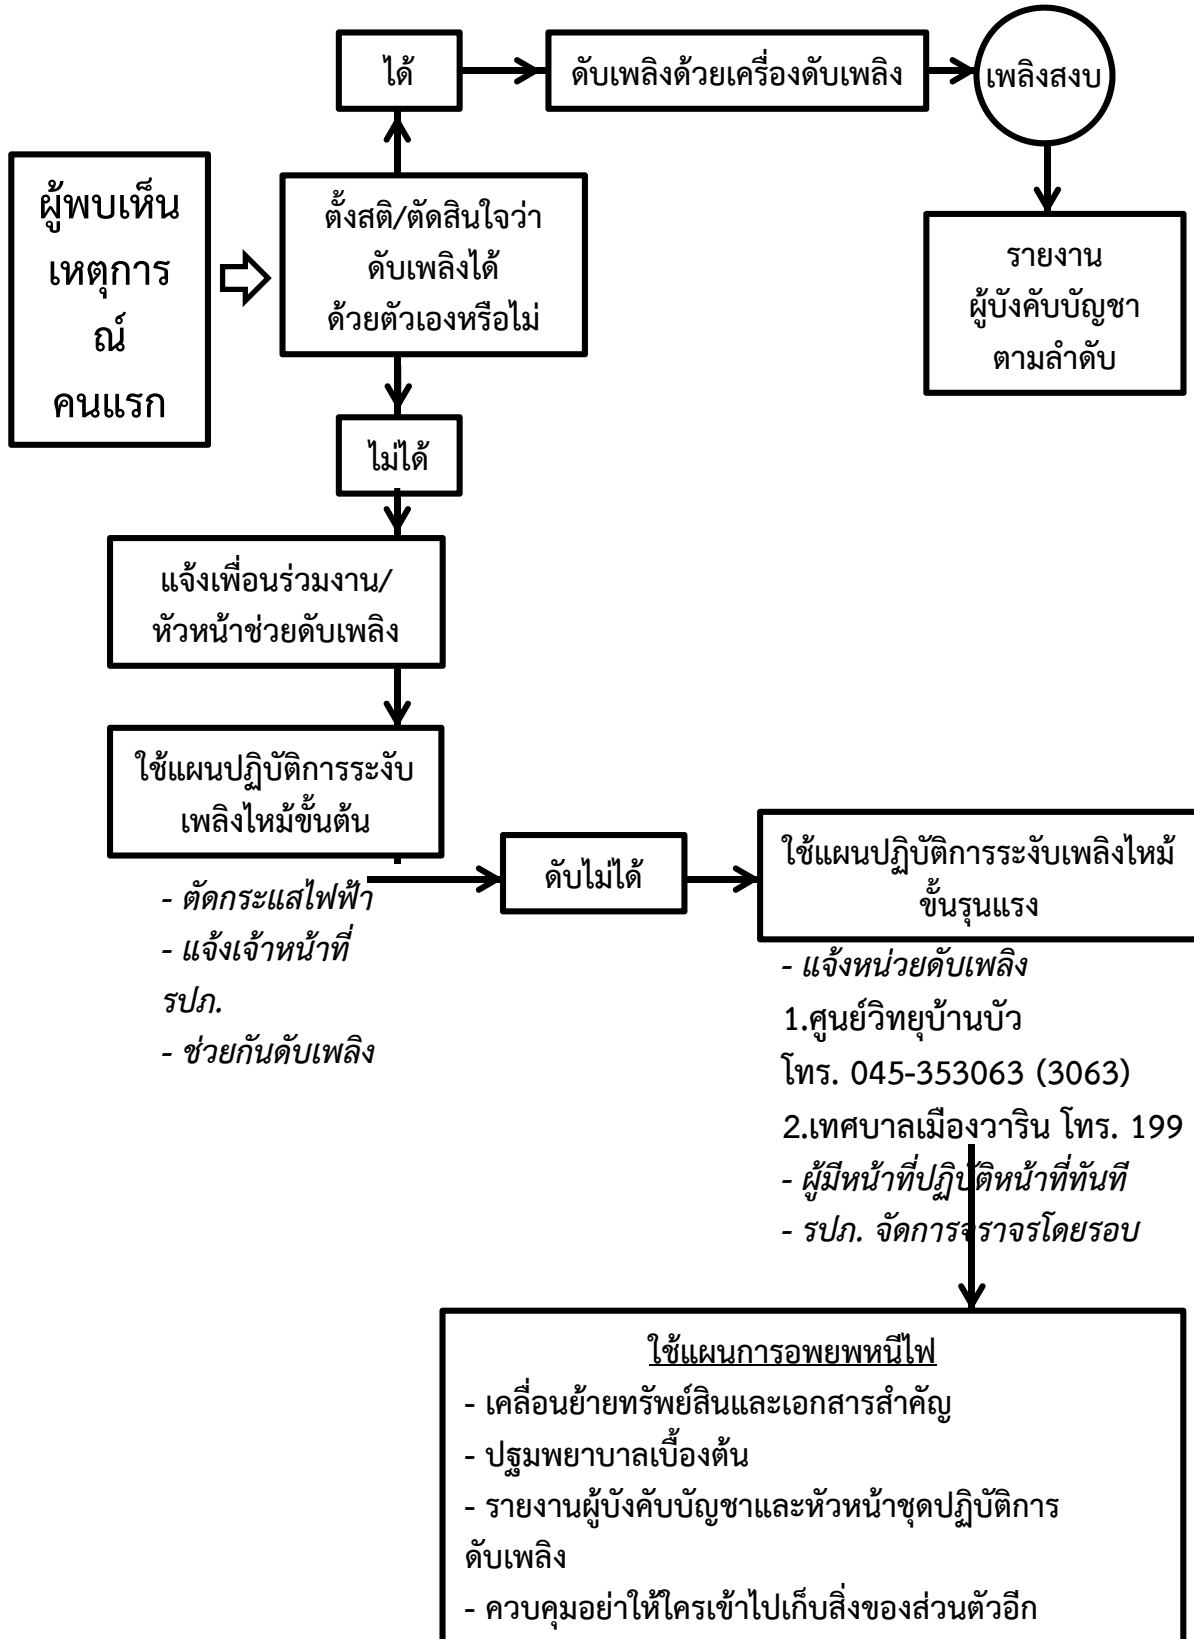 ได้
ดับเพลิงด้วยเครื่องดับเพลิง
เพลิงสงบ
ผู้พบเห็น
เหตุการ
ณ์
คนแรก
ตั้งสติ/ตัดสินใจว่า
ดับเพลิงได้
ด้วยตัวเองหรือไม่
รายงาน
ผู้บังคับบัญชา
ตามลำดับ
ไม่ได้
แจ้งเพื่อนร่วมงาน/
หัวหน้าช่วยดับเพลิง
ใช้แผนปฏิบัติการระงับ
เพลิงไหม้ขั้นต้น
- ตัดกระแสไฟฟ้า
- แจ้งเจ้าหน้าที่
รปภ.
- ช่วยกันดับเพลิง
ดับไม่ได้
ใช้แผนปฏิบัติการระงับเพลิงไหม้
ขั้นรุนแรง
- แจ้งหน่วยดับเพลิง
1.ศูนย์วิทยุบ้านบัว
โทร. 045-353063 (3063)
2.เทศบาลเมืองวาริน โทร. 199
- ผู้มีหน้าที่ปฏิบัติหน้าที่ทันที
- รปภ. จัดการจราจรโดยรอบ
ใช้แผนการอพยพหนีไฟ
- เคลื่อนย้ายทรัพย์สินและเอกสารสำคัญ
- ปฐมพยาบาลเบื้องต้น
- รายงานผู้บังคับบัญชาและหัวหน้าชุดปฏิบัติการ
ดับเพลิง
- ควบคุมอย่าให้ใครเข้าไปเก็บสิ่งของส่วนตัวอีก